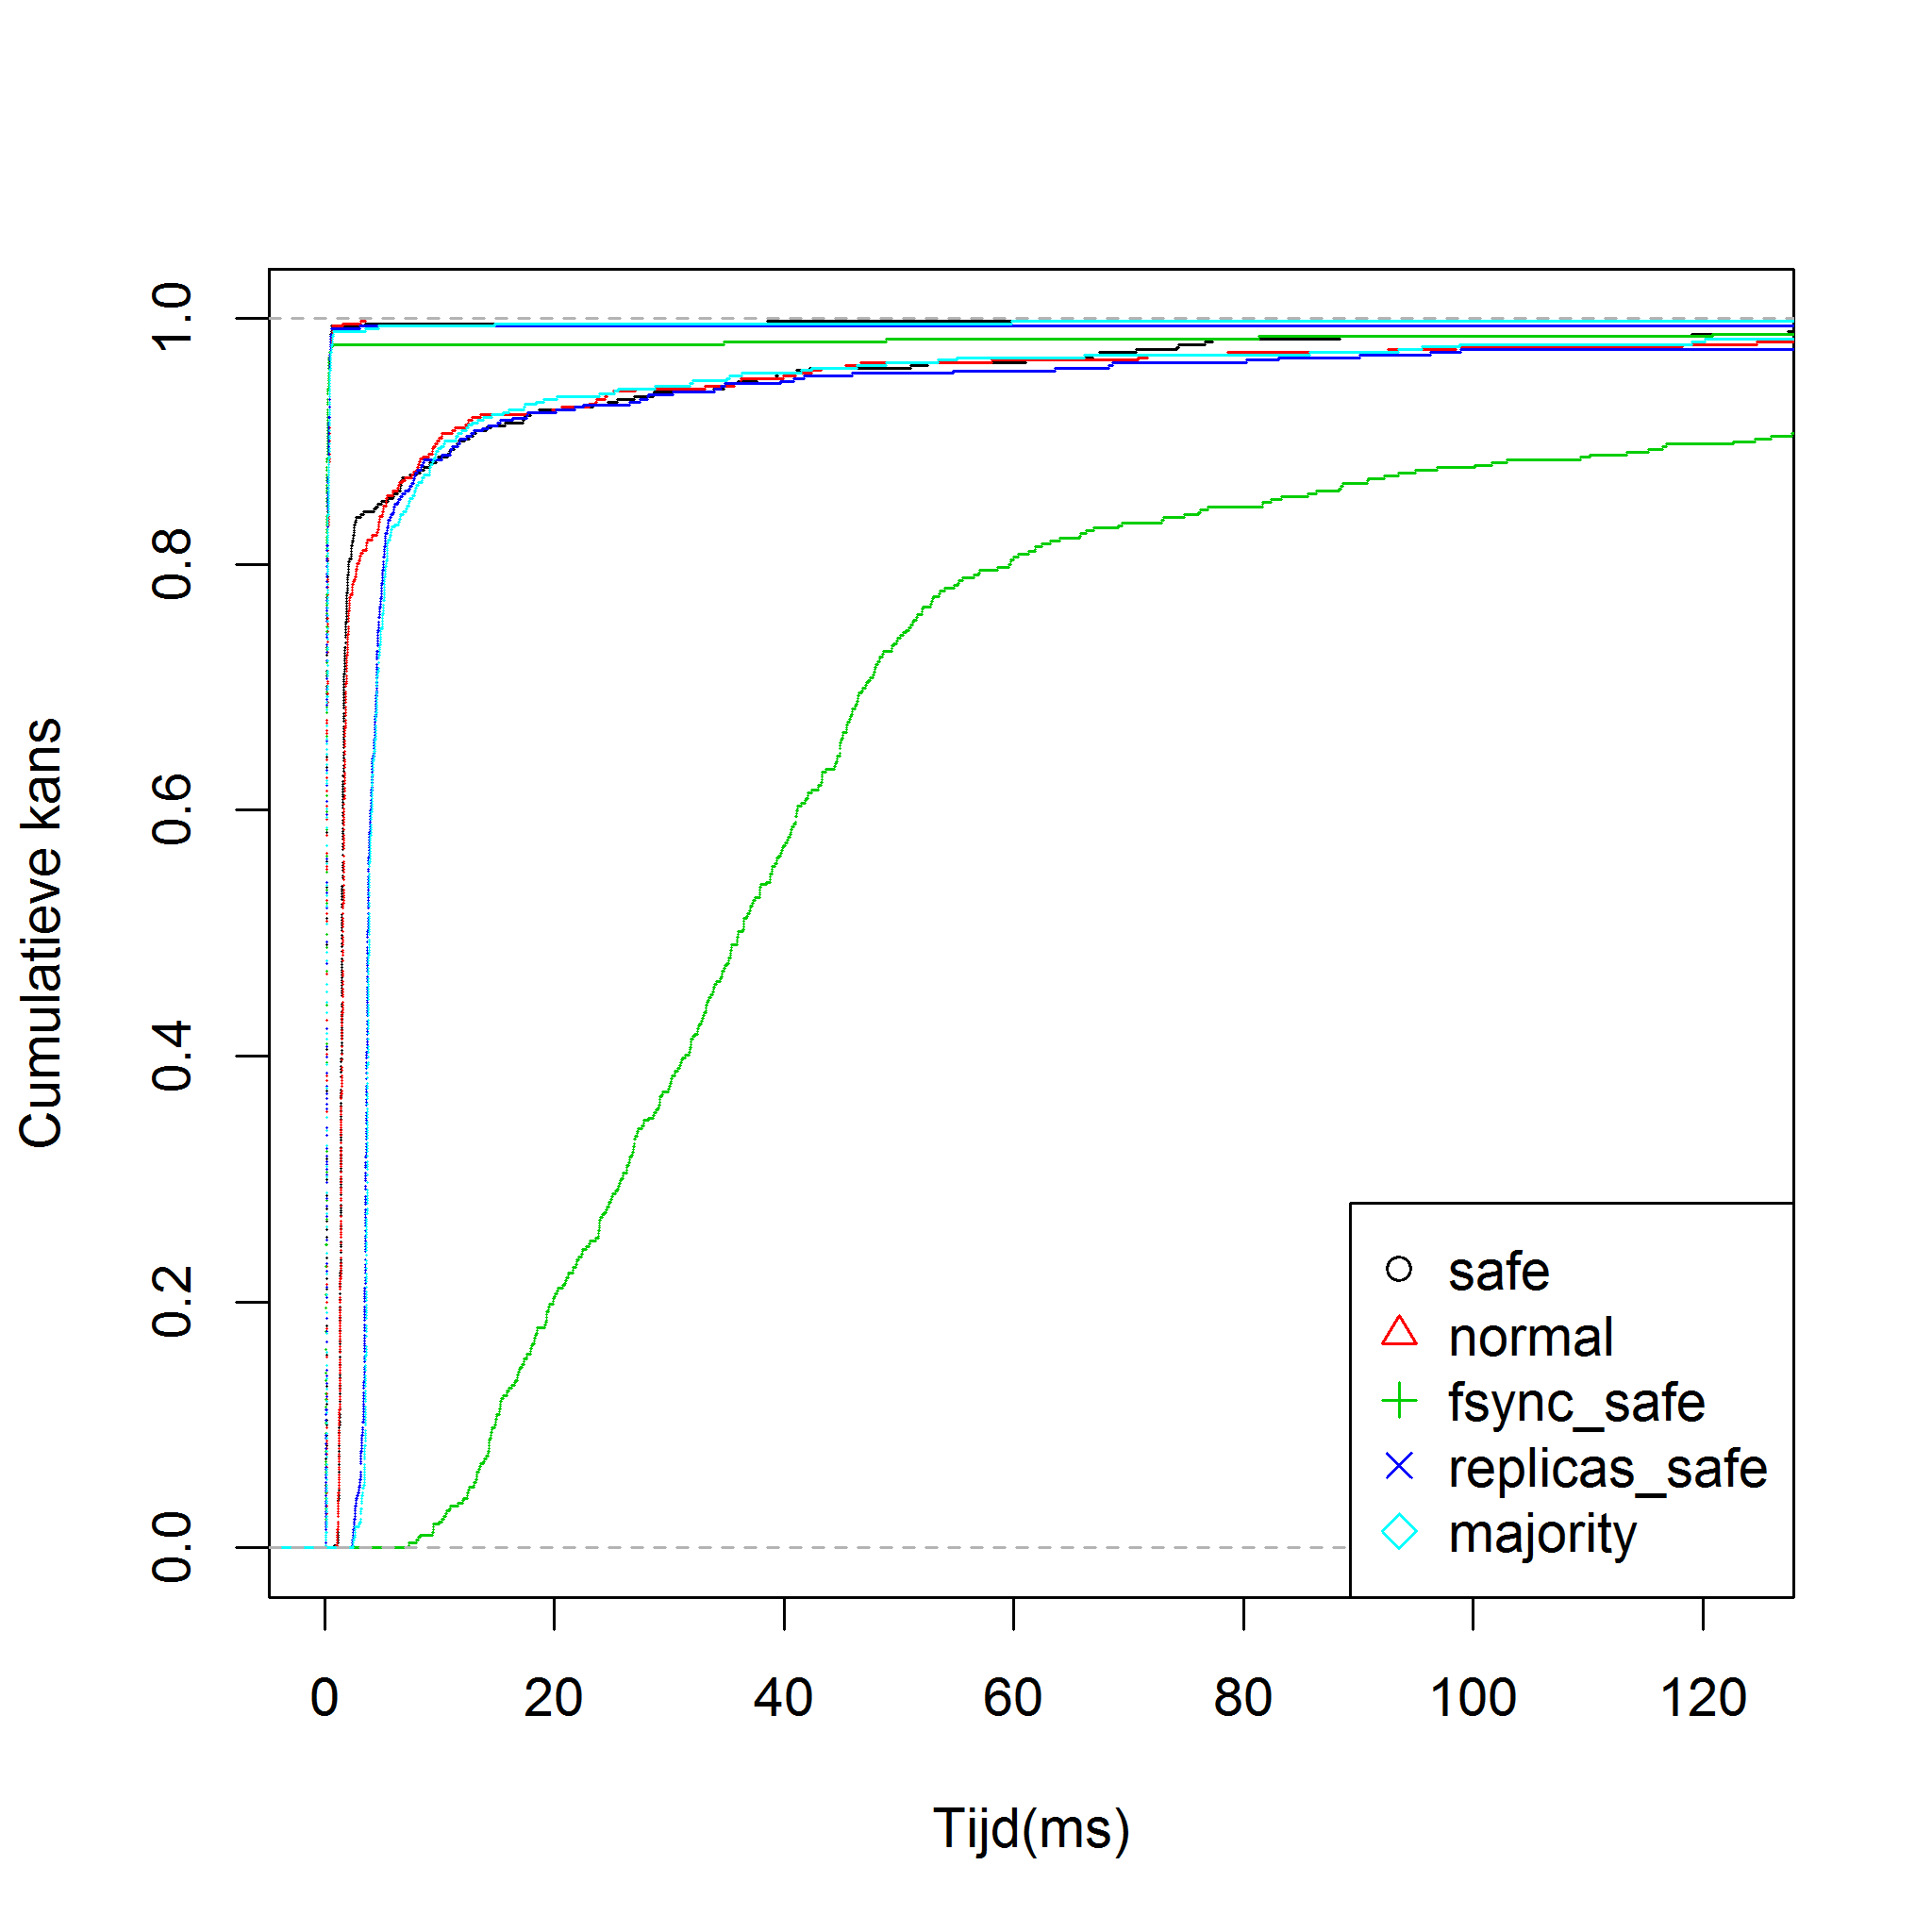 Cumulatieve kans
1.0
0.8
0.6
0.4
0.2
0.0
safe
normal
fsync_safe
replicas_safe
majority
0 20 40 60 80 100 120
Tijd(ms)